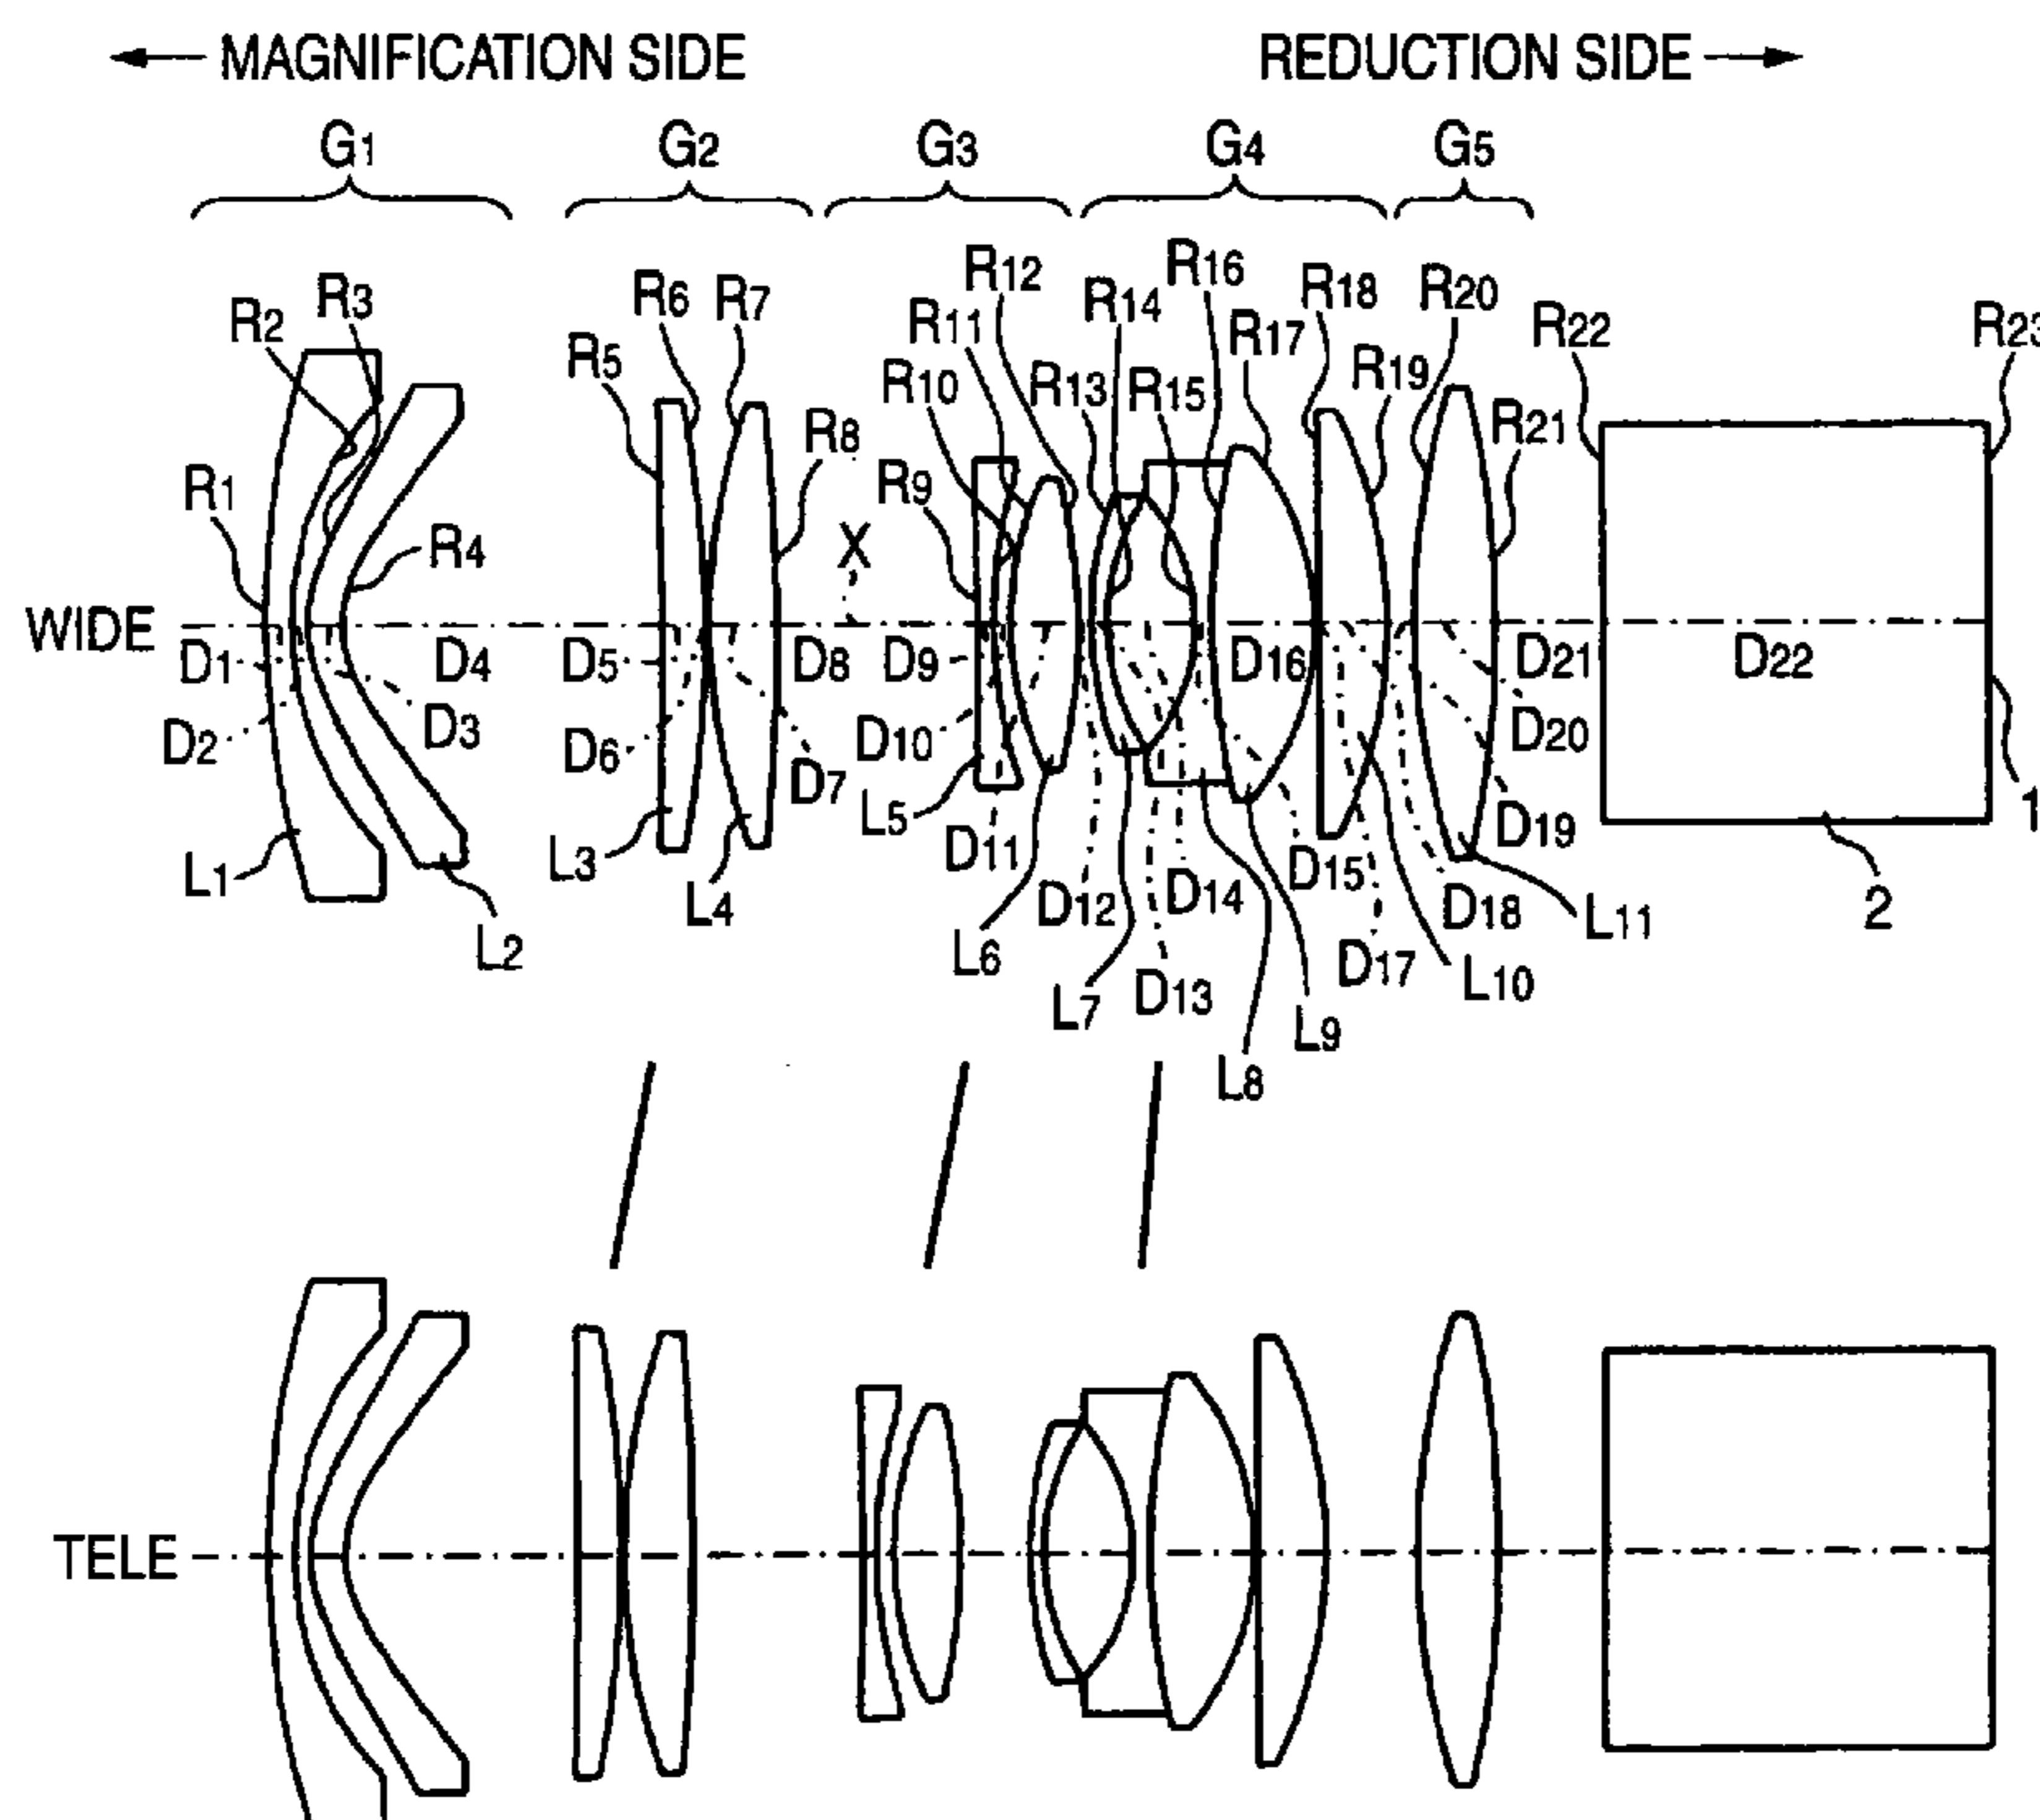 MAGNIFICATION SIDE REDUCTION SIDE
G1 G2 G3 G4 G5
R12 R16
R2 R3 R6 R7 R11 R14 R18 R20
R5 R10 R13 R15 R17 R19 R22 R23
R1 R4 R8 X R9 R21
WIDE
D1 D4 D5 D8 D9 D16 D21 D22
D2 D3 D6 D7 D10 D20
L5 D11 D19 1
L1 L3 L4 D12 D14 D15 D18 L11 2
L2 L6 D17 L10
L7 D13 L9
L8
TELE